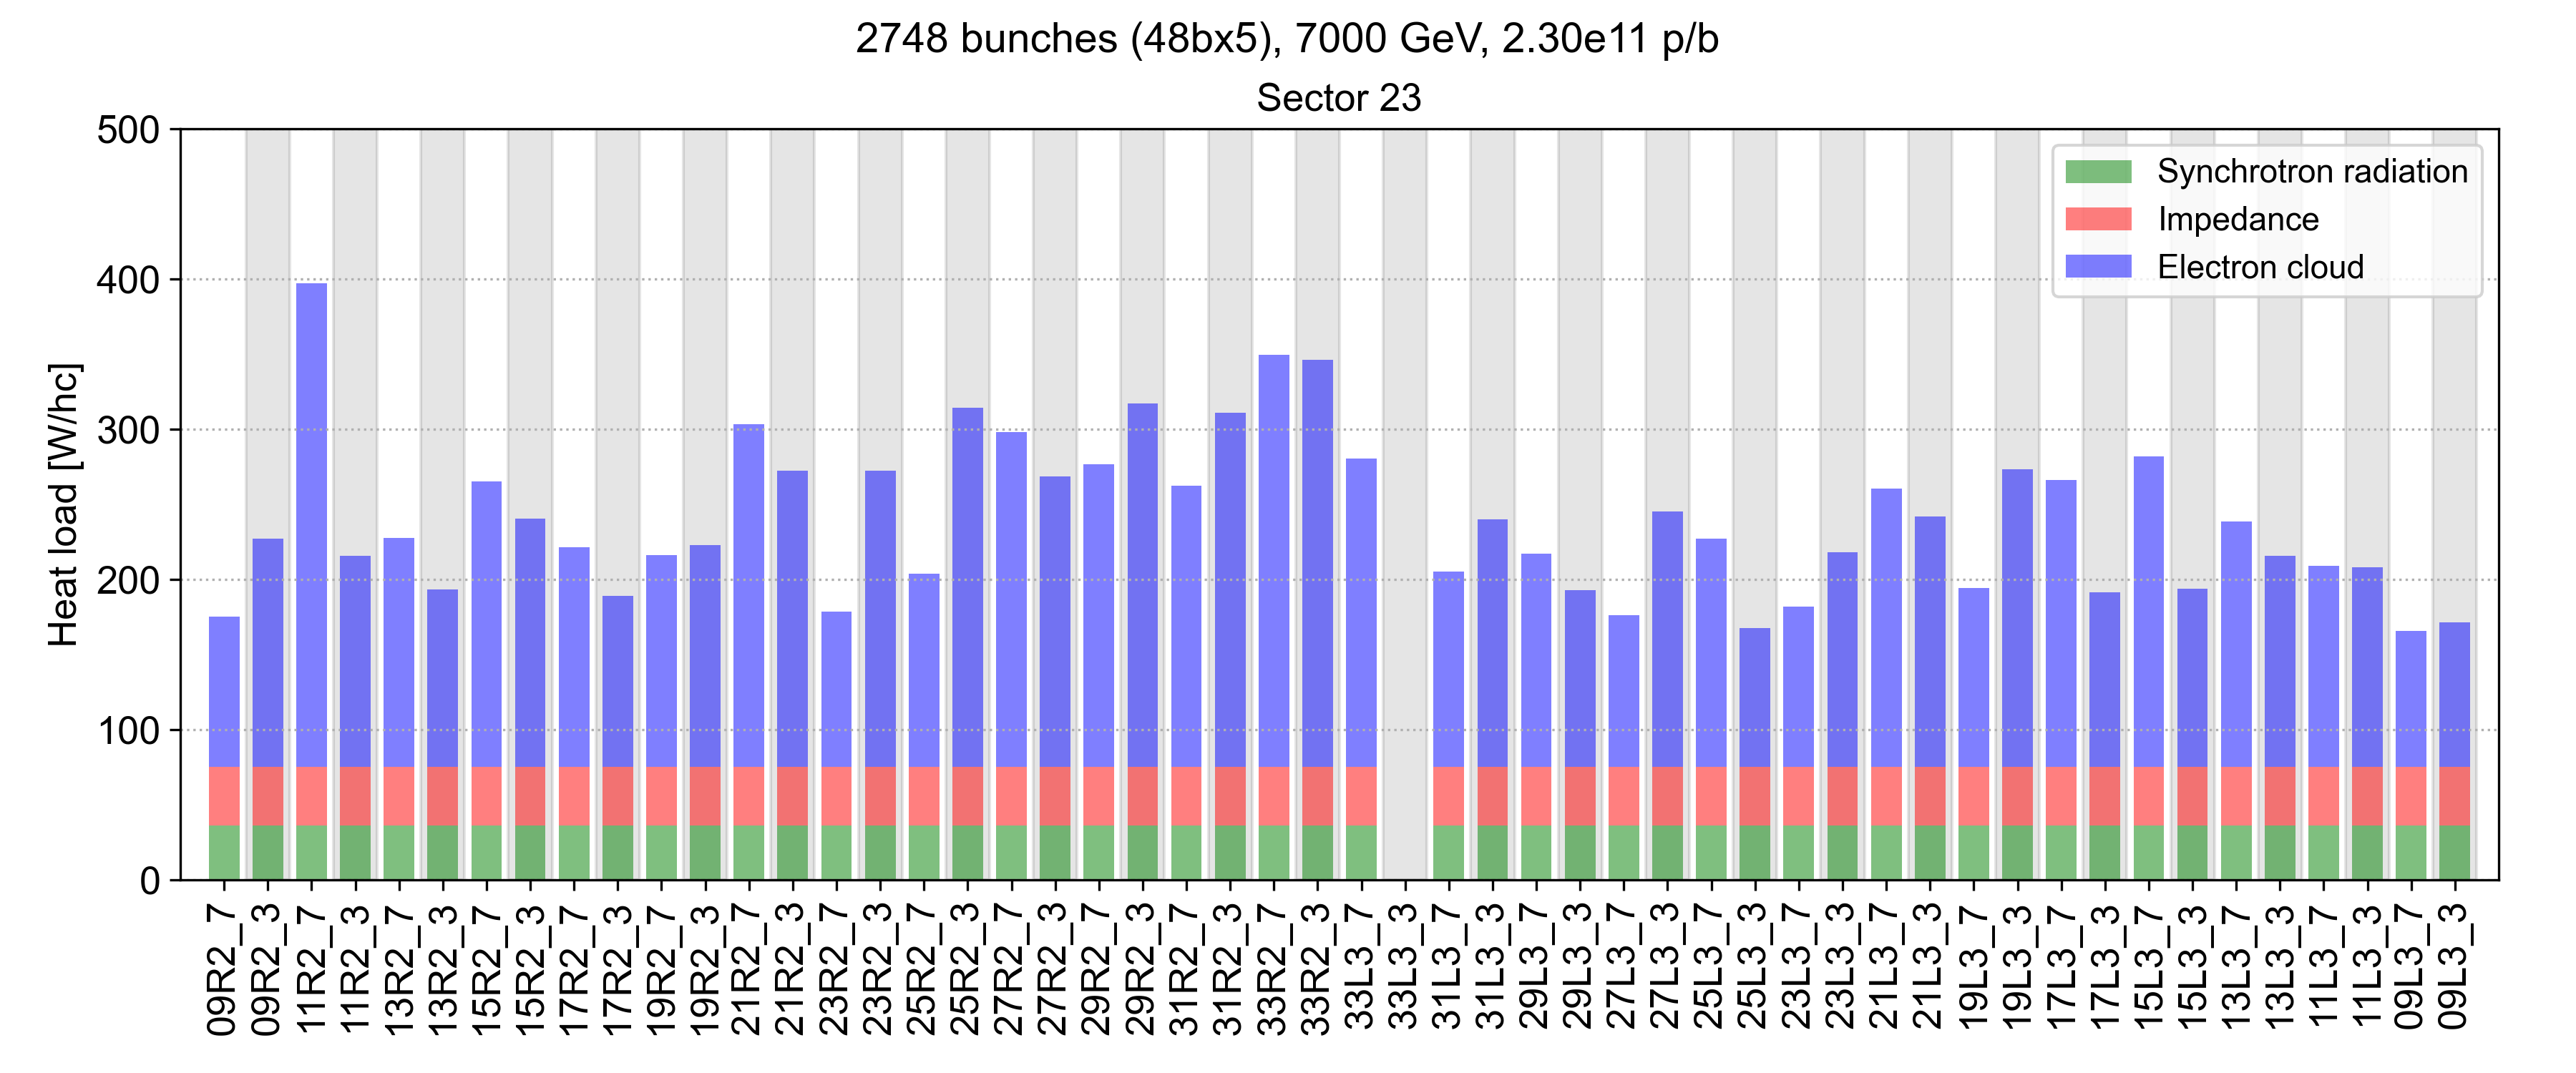 2748 bunches (48bx5), 7000 GeV, 2.30e11 p/b
Sector 23
Heat load [W/hc]
500
400
300
200
100
0
Synchrotron radiation
Impedance
Electron cloud
09R2_7
09R2_3
11R2_7
11R2_3
13R2_7
13R2_3
15R2_7
15R2_3
17R2_7
17R2_3
19R2_7
19R2_3
21R2_7
21R2_3
23R2_7
23R2_3
25R2_7
25R2_3
27R2_7
27R2_3
29R2_7
29R2_3
31R2_7
31R2_3
33R2_7
33R2_3
33L3_7
33L3_3
31L3_7
31L3_3
29L3_7
29L3_3
27L3_7
27L3_3
25L3_7
25L3_3
23L3_7
23L3_3
21L3_7
21L3_3
19L3_7
19L3_3
17L3_7
17L3_3
15L3_7
15L3_3
13L3_7
13L3_3
11L3_7
11L3_3
09L3_7
09L3_3